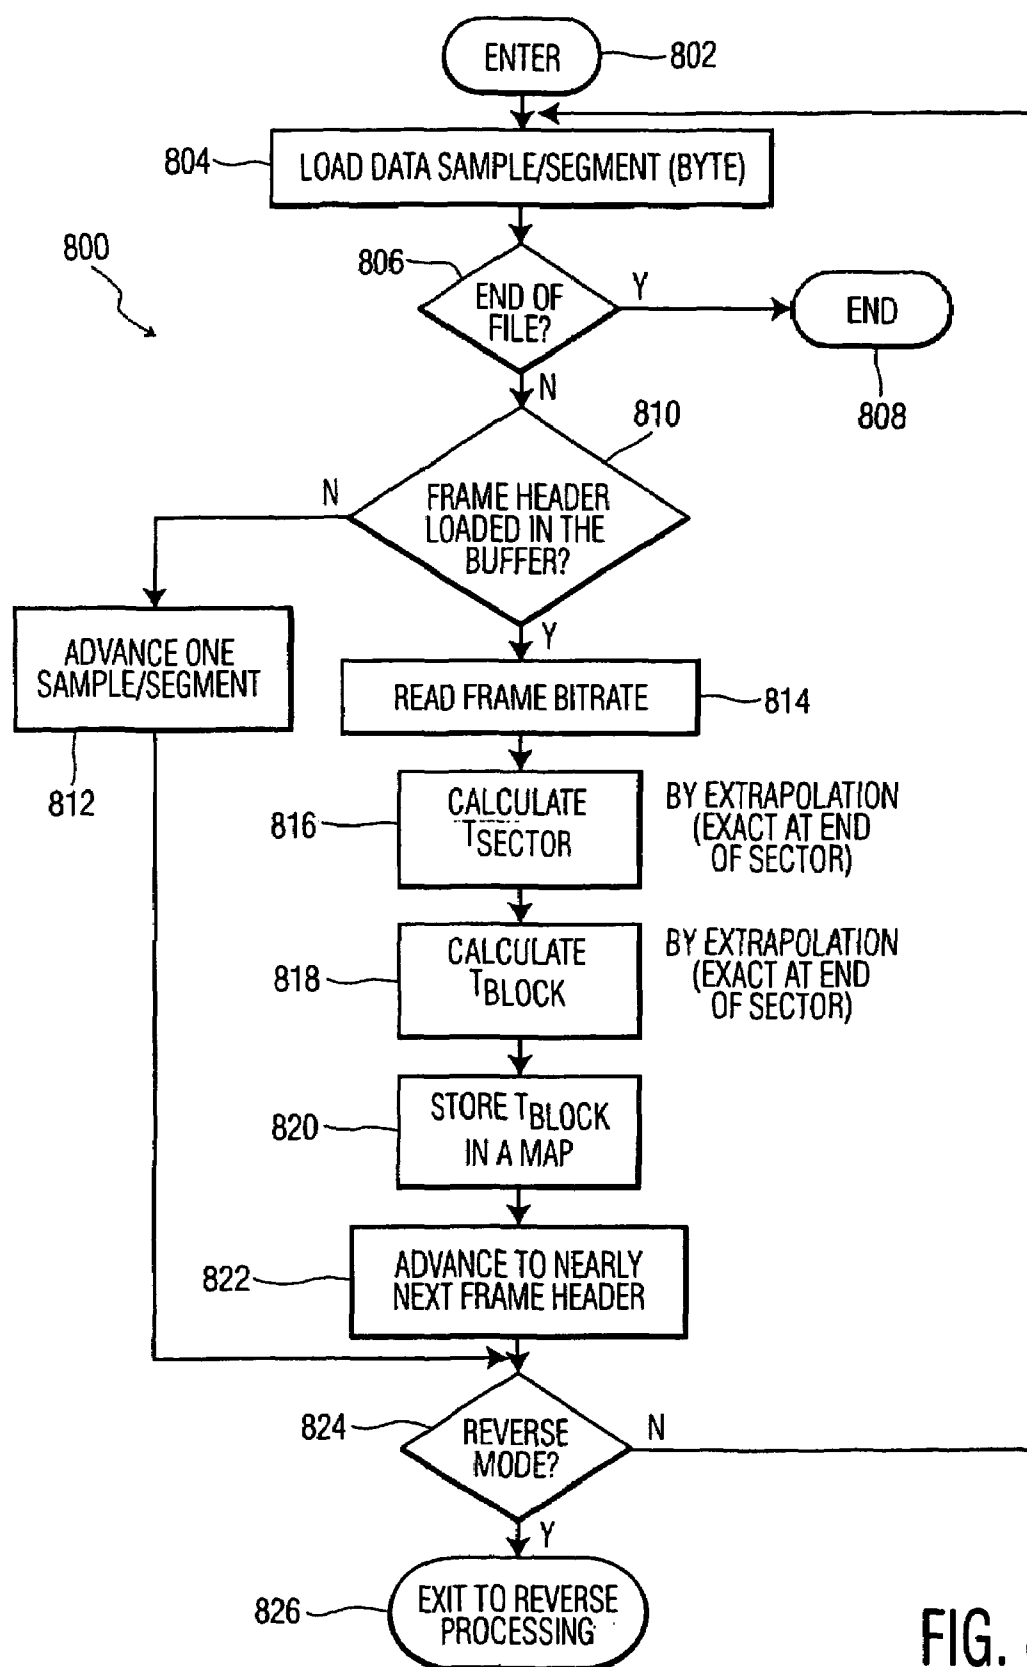 ENTER
802
804
LOAD DATA SAMPLE/SEGMENT (BYTE)
800
806
END OF
FILE?
Y
END
808
N
810
FRAME HEADER
LOADED IN THE
BUFFER?
N
Y
ADVANCE ONE
SAMPLE/SEGMENT
812
READ FRAME BITRATE
814
816
CALCULATE
TSECTOR
BY EXTRAPOLATION
(EXACT AT END
OF SECTOR)
818
CALCULATE
TBLOCK
BY EXTRAPOLATION
(EXACT AT END
OF SECTOR)
820
STORE TBLOCK
IN A MAP
822
ADVANCE TO NEARLY
NEXT FRAME HEADER
824
REVERSE
MODE?
N
Y
826
EXIT TO REVERSE
PROCESSING
FIG.